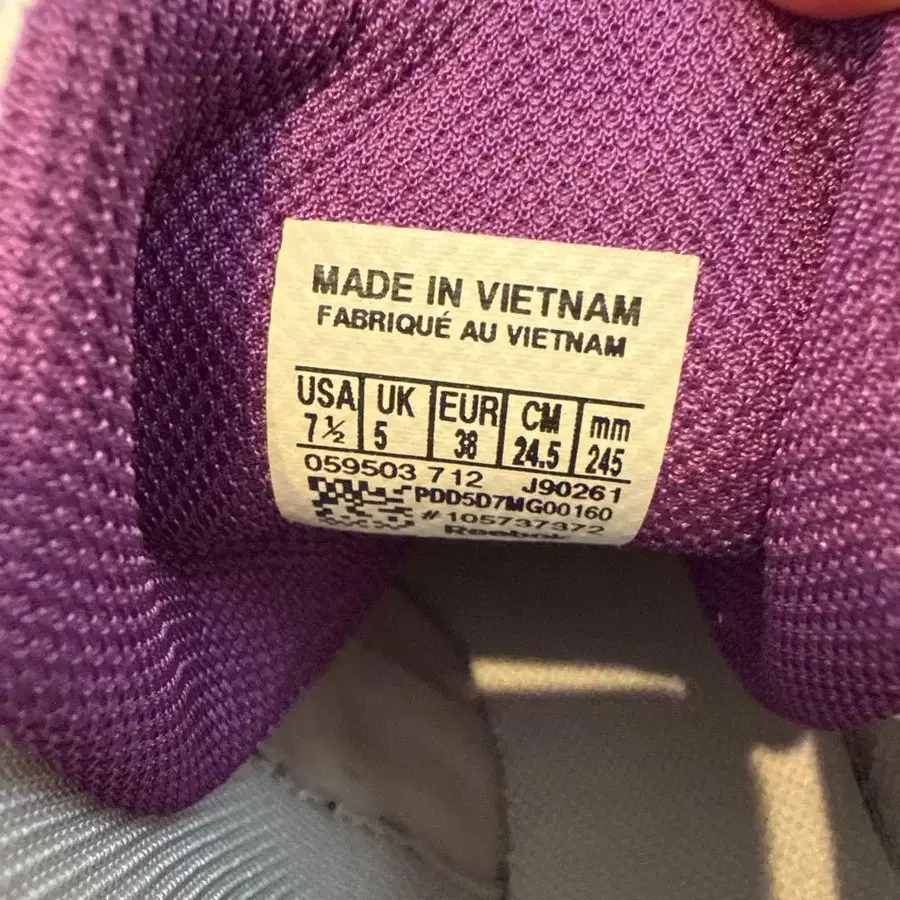 MADE IN VIETNAM
FABRIQUÉ AU VIETNAM
USA UK EUR CM mm
7½ 5 38 24.5 245
059503 712 J90261
PDD5D7MG00160
#105737372
Reebok